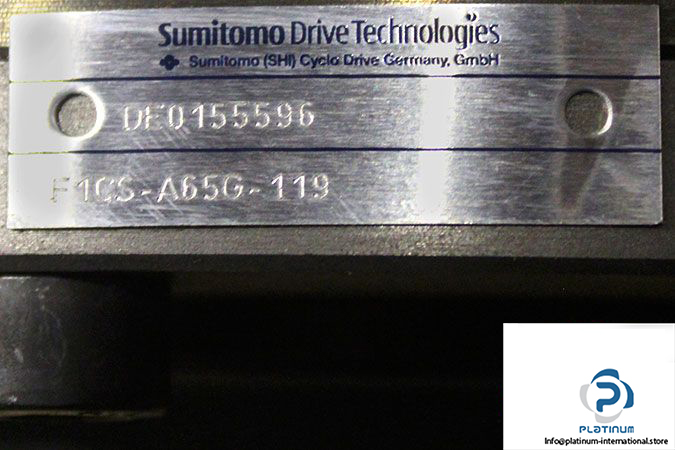 Sumitomo Drive Technologies
Sumitomo (SHI) Cyclo Drive Germany, GmbH
DE0155596
F1CS-A65G-119
PLATINUM
Info@platinum-international.store